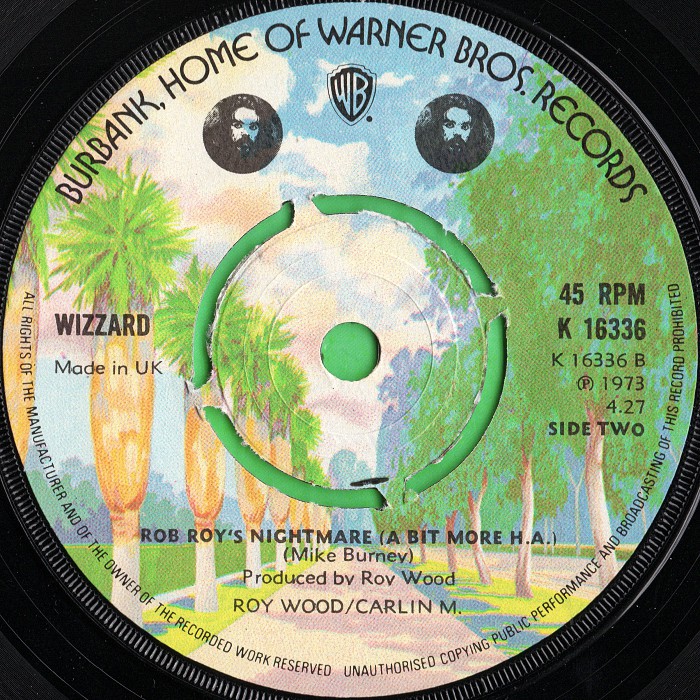 BURBANK, HOME OF WARNER BROS. RECORDS
WB
WIZZARD
Made in UK
45 RPM
K 16336
K 16336 B
Ⓟ 1973
4.27
SIDE TWO
ROB ROY'S NIGHTMARE (A BIT MORE H.A.)
(Mike Burney)
Produced by Roy Wood
ROY WOOD/CARLIN M.
ALL RIGHTS OF THE MANUFACTURER AND OF THE OWNER OF THE RECORDED WORK RESERVED UNAUTHORISED COPYING PUBLIC PERFORMANCE AND BROADCASTING OF THIS RECORD PROHIBITED